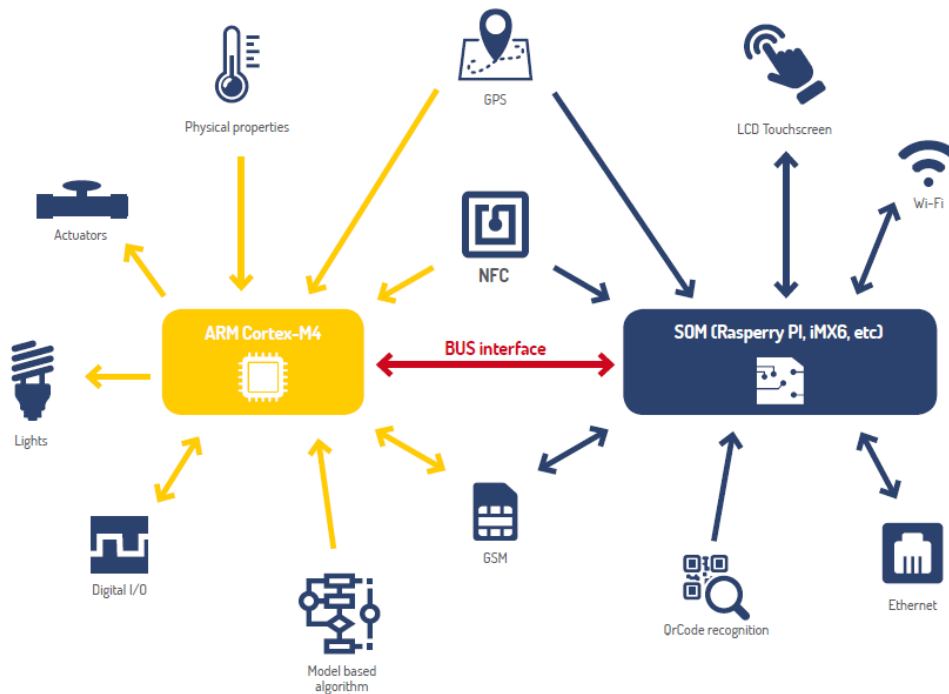 Physical properties
GPS
LCD Touchscreen
Wi-Fi
Actuators
NFC
ARM Cortex-M4
BUS interface
SOM (Rasperry PI, iMX6, etc)
Lights
GSM
Digital I/O
Model based
algorithm
QrCode recognition
Ethernet